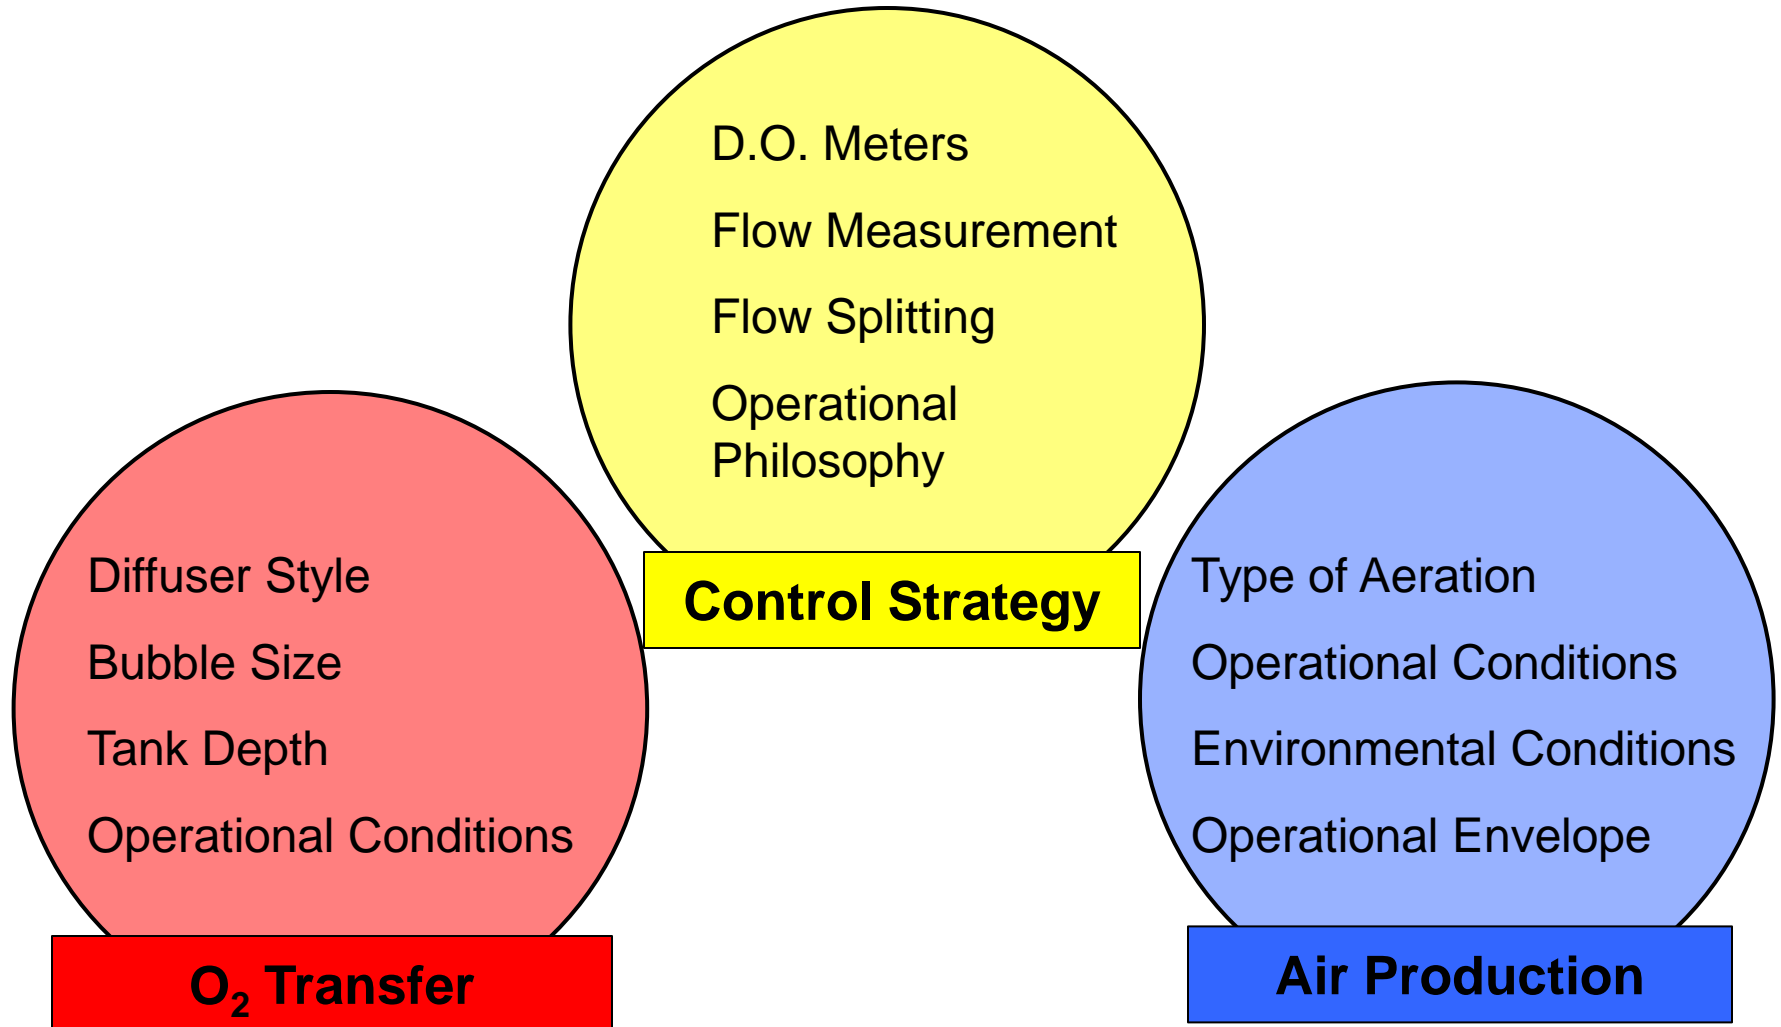 D.O. Meters
Flow Measurement
Flow Splitting
Operational
Philosophy
Control Strategy
Diffuser Style
Bubble Size
Tank Depth
Operational Conditions
O₂ Transfer
Type of Aeration
Operational Conditions
Environmental Conditions
Operational Envelope
Air Production